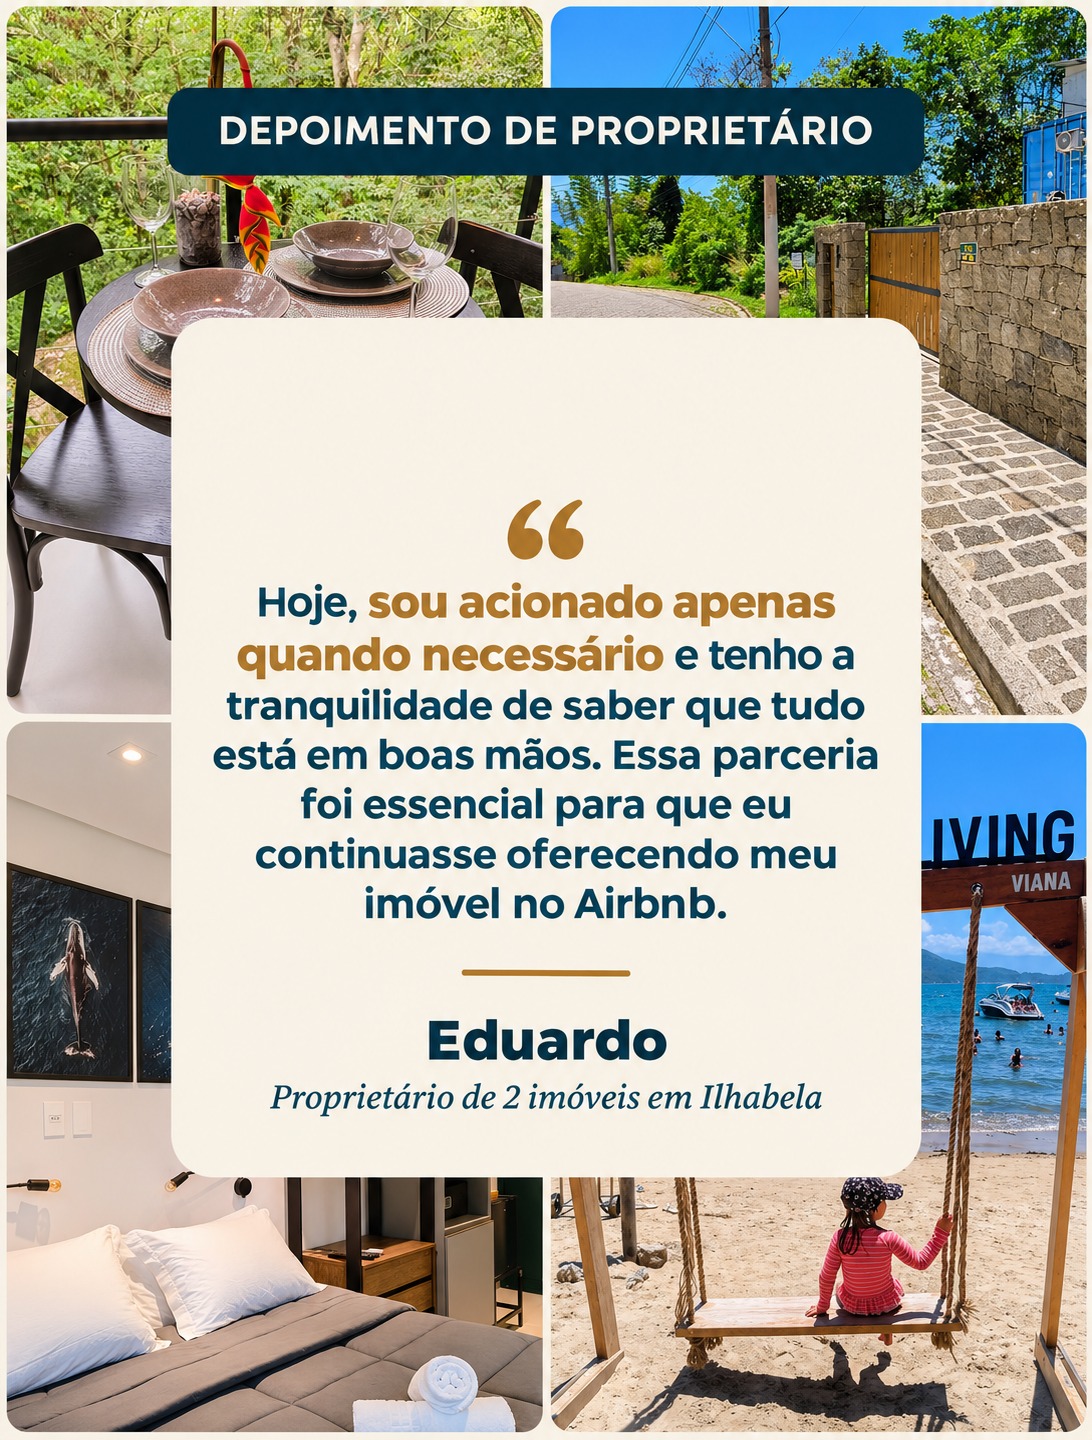 DEPOIMENTO DE PROPRIETÁRIO
“
Hoje, sou acionado apenas
quando necessário e tenho a
tranquilidade de saber que tudo
está em boas mãos. Essa parceria
foi essencial para que eu
continuasse oferecendo meu
imóvel no Airbnb.
Eduardo
Proprietário de 2 imóveis em Ilhabela
IVING
VIANA